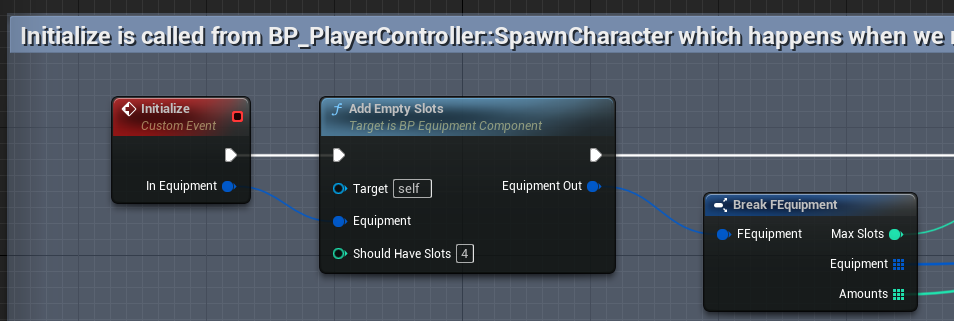 Initialize is called from BP_PlayerController::SpawnCharacter which happens when we
Initialize
Custom Event
In Equipment
f Add Empty Slots
Target is BP Equipment Component
Target self
Equipment Out
Equipment
Should Have Slots 4
Break FEquipment
FEquipment
Max Slots
Equipment
Amounts